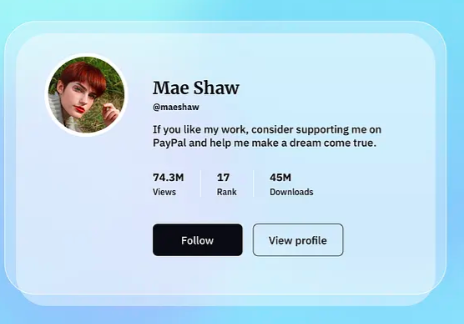 Mae Shaw
@maeshaw
If you like my work, consider supporting me on
PayPal and help me make a dream come true.
74.3M 17 45M
Views Rank Downloads
Follow View profile